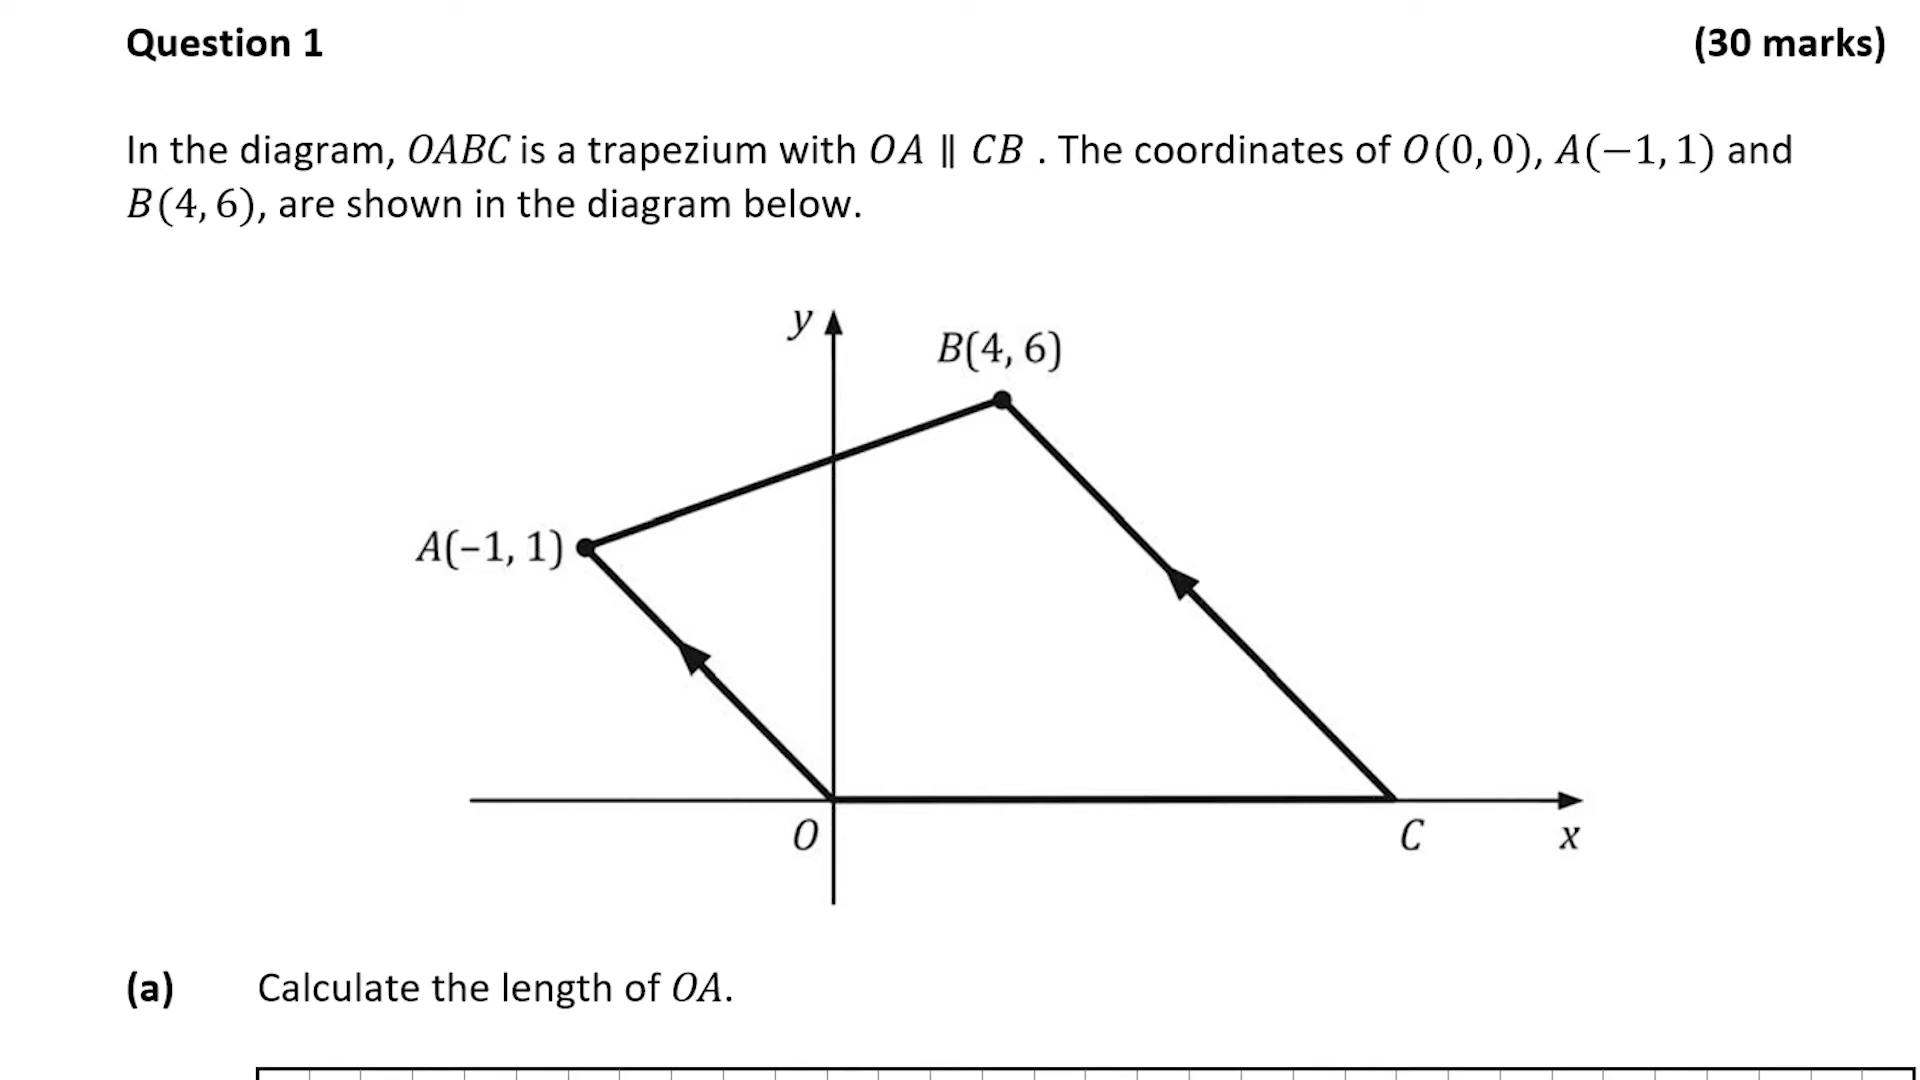 Question 1 (30 marks)
In the diagram, OABC is a trapezium with OA ∥ CB . The coordinates of O(0, 0), A(−1, 1) and
B(4, 6), are shown in the diagram below.
y
B(4, 6)
A(−1, 1)
O
C
x
(a) Calculate the length of OA.